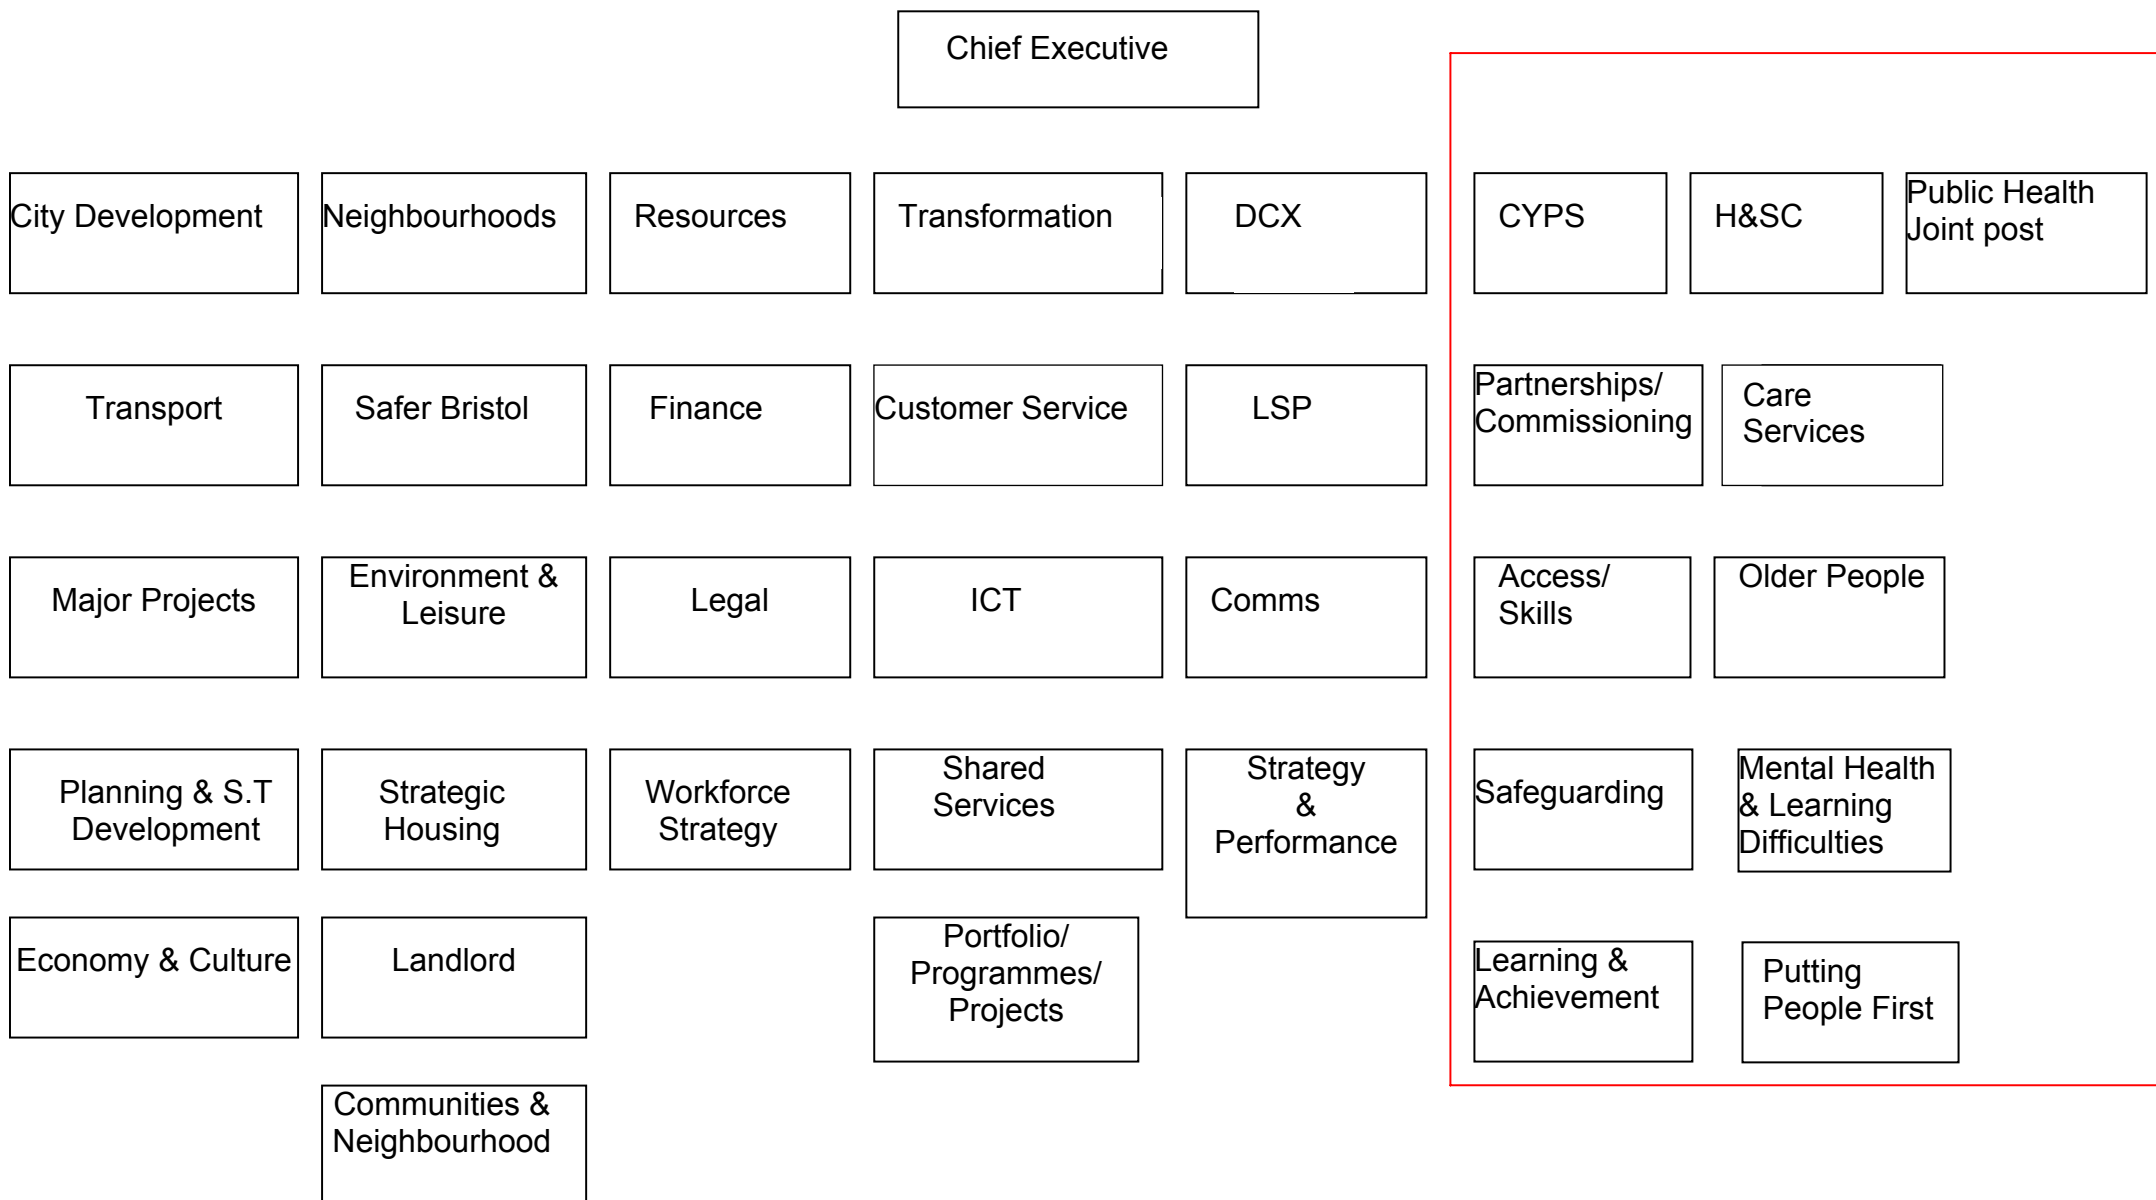 Chief Executive
City Development
Neighbourhoods
Resources
Transformation
DCX
CYPS
H&SC
Public Health
Joint post
Transport
Safer Bristol
Finance
Customer Service
LSP
Partnerships/
Commissioning
Care
Services
Major Projects
Environment &
Leisure
Legal
ICT
Comms
Access/
Skills
Older People
Planning & S.T
Development
Strategic
Housing
Workforce
Strategy
Shared
Services
Strategy
&
Performance
Safeguarding
Mental Health
& Learning
Difficulties
Economy & Culture
Landlord
Portfolio/
Programmes/
Projects
Learning &
Achievement
Putting
People First
Communities &
Neighbourhood